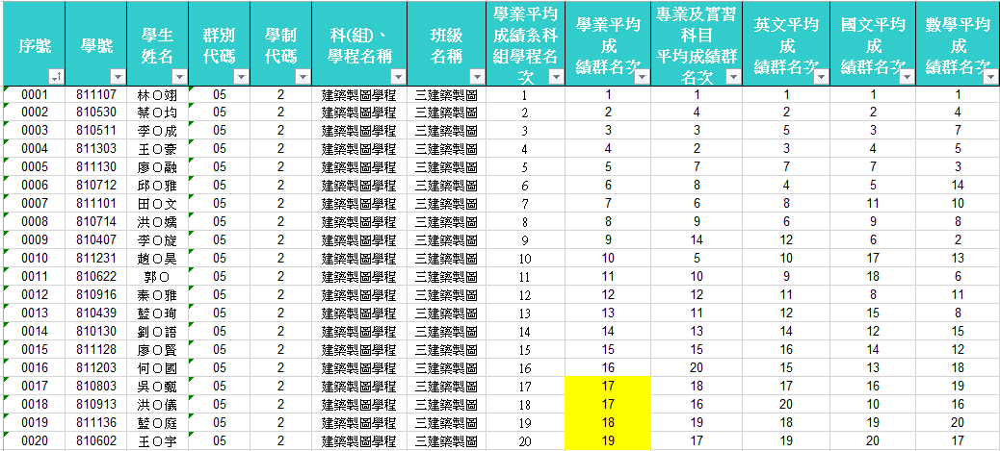 序號 學號 學生姓名 群別代碼 學制代碼 科(組)、學程名稱 班級名稱 學業平均成績系科組學程名次 學業平均成績群名次 專業及實習科目平均成績群名次 英文平均成績群名次 國文平均成績群名次 數學平均成績群名次
0001 811107 林○翊 05 2 建築製圖學程 三建築製圖 1 1 1 1 1 1
0002 810530 蔡○均 05 2 建築製圖學程 三建築製圖 2 2 4 2 2 4
0003 810511 李○成 05 2 建築製圖學程 三建築製圖 3 3 3 5 3 7
0004 811303 王○豪 05 2 建築製圖學程 三建築製圖 4 4 2 3 4 5
0005 811130 廖○融 05 2 建築製圖學程 三建築製圖 5 5 7 7 7 3
0006 810712 邱○雅 05 2 建築製圖學程 三建築製圖 6 6 8 4 5 14
0007 811101 田○文 05 2 建築製圖學程 三建築製圖 7 7 6 8 11 10
0008 810714 洪○嬬 05 2 建築製圖學程 三建築製圖 8 8 9 6 9 8
0009 810407 李○旋 05 2 建築製圖學程 三建築製圖 9 9 14 12 6 2
0010 811231 趙○昊 05 2 建築製圖學程 三建築製圖 10 10 5 10 17 13
0011 810622 郭○ 05 2 建築製圖學程 三建築製圖 11 11 10 9 18 6
0012 810916 秦○雅 05 2 建築製圖學程 三建築製圖 12 12 12 11 8 11
0013 810439 藍○珣 05 2 建築製圖學程 三建築製圖 13 13 11 12 15 8
0014 810130 劉○語 05 2 建築製圖學程 三建築製圖 14 14 13 14 12 15
0015 811128 廖○賢 05 2 建築製圖學程 三建築製圖 15 15 15 16 14 12
0016 811203 何○國 05 2 建築製圖學程 三建築製圖 16 16 20 15 13 18
0017 810803 吳○甄 05 2 建築製圖學程 三建築製圖 17 17 18 17 16 19
0018 810913 洪○儀 05 2 建築製圖學程 三建築製圖 18 17 16 20 10 16
0019 811136 藍○庭 05 2 建築製圖學程 三建築製圖 19 18 19 18 19 20
0020 810602 王○宇 05 2 建築製圖學程 三建築製圖 20 19 17 19 20 17